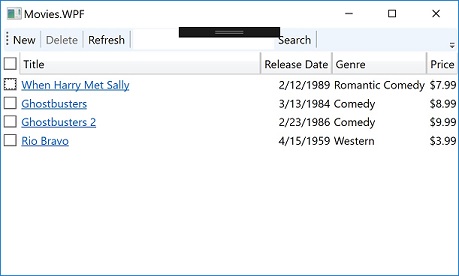 Movies.WPF
New Delete Refresh Search
Title Release Date Genre Price
When Harry Met Sally 2/12/1989 Romantic Comedy $7.99
Ghostbusters 3/13/1984 Comedy $8.99
Ghostbusters 2 2/23/1986 Comedy $9.99
Rio Bravo 4/15/1959 Western $3.99